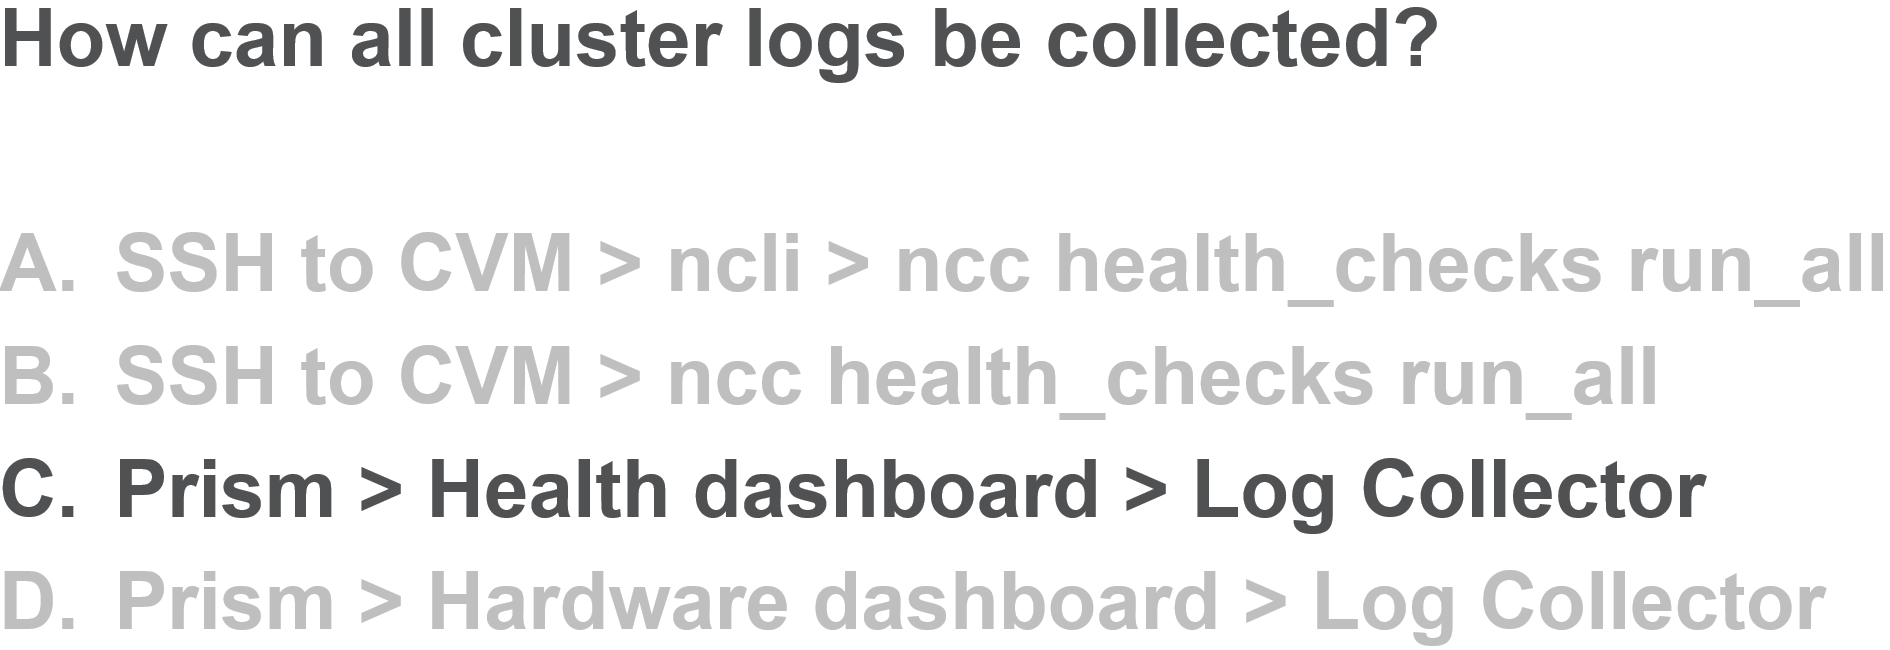 How can all cluster logs be collected?
A. SSH to CVM > ncli > ncc health_checks run_all
B. SSH to CVM > ncc health_checks run_all
C. Prism > Health dashboard > Log Collector
D. Prism > Hardware dashboard > Log Collector